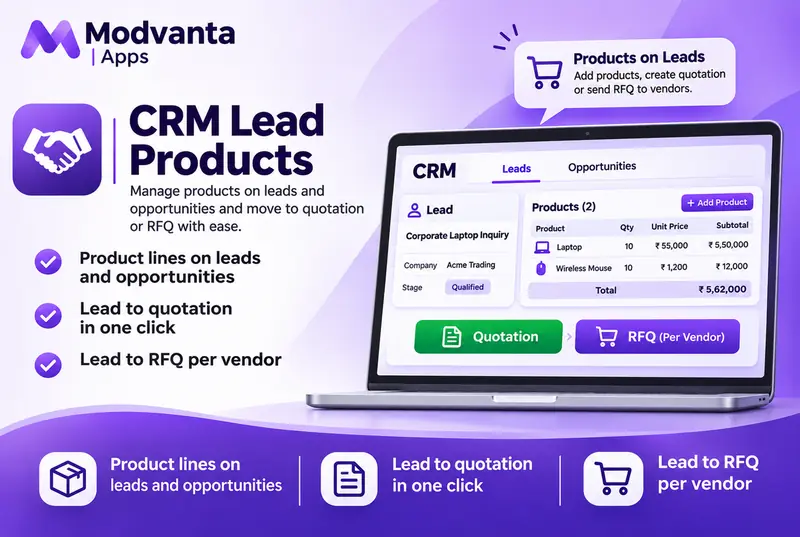 Modvanta
| Apps
CRM Lead
Products
Manage products on leads and
opportunities and move to quotation
or RFQ with ease.
Product lines on leads
and opportunities
Lead to quotation
in one click
Lead to RFQ per vendor
Products on Leads
Add products, create quotation
or send RFQ to vendors.
CRM
Leads
Opportunities
Lead
Corporate Laptop Inquiry
Company Acme Trading
Stage Qualified
Products (2)
+ Add Product
Product Qty Unit Price Subtotal
Laptop 10 ₹ 55,000 ₹ 5,50,000
Wireless Mouse 10 ₹ 1,200 ₹ 12,000
Total ₹ 5,62,000
Quotation
RFQ (Per Vendor)
Product lines on
leads and opportunities
Lead to quotation
in one click
Lead to RFQ
per vendor